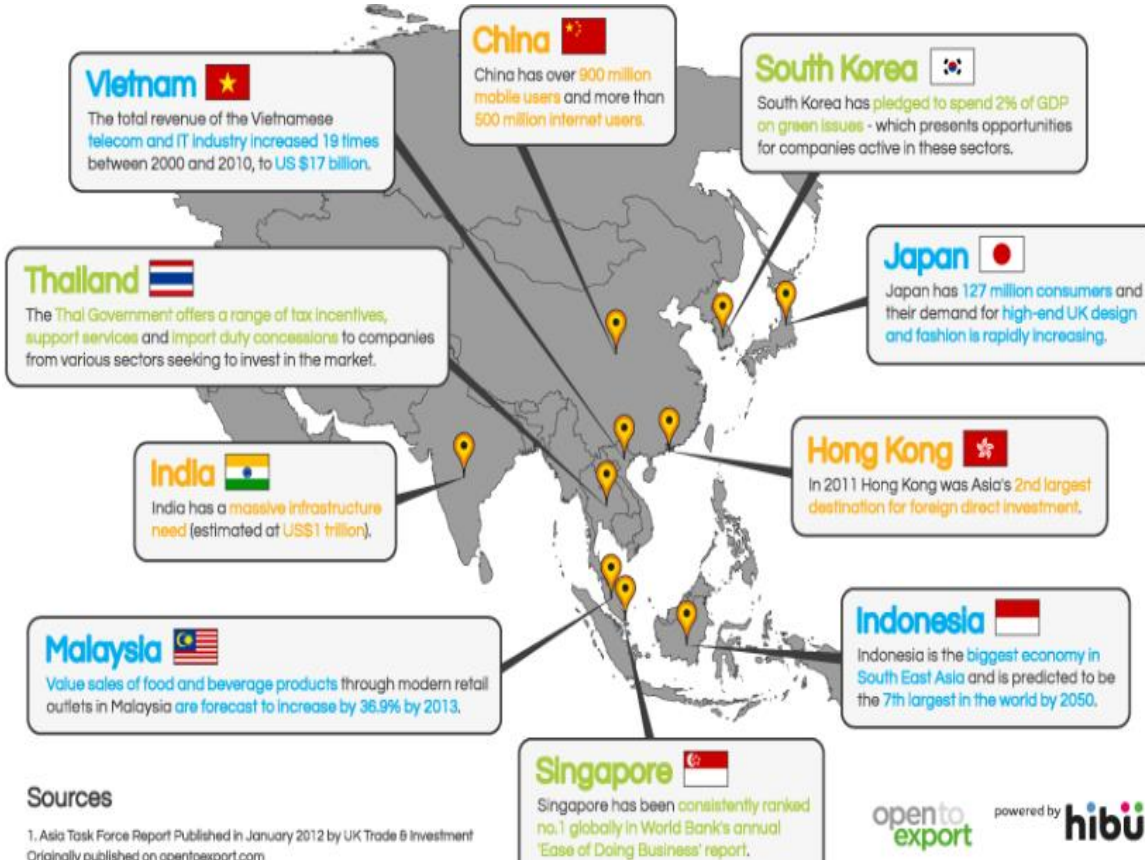 China
China has over 900 million
mobile users and more than
500 million internet users.
Vietnam
The total revenue of the Vietnamese
telecom and IT industry increased 19 times
between 2000 and 2010, to US $17 billion.
South Korea
South Korea has pledged to spend 2% of GDP
on green issues - which presents opportunities
for companies active in these sectors.
Thailand
The Thai Government offers a range of tax incentives,
support services and import duty concessions to companies
from various sectors seeking to invest in the market.
Japan
Japan has 127 million consumers and
their demand for high-end UK design
and fashion is rapidly increasing.
India
India has a massive infrastructure
need (estimated at US$1 trillion).
Hong Kong
In 2011 Hong Kong was Asia's 2nd largest
destination for foreign direct investment.
Malaysia
Value sales of food and beverage products through modern retail
outlets in Malaysia are forecast to increase by 36.9% by 2013.
Indonesia
Indonesia is the biggest economy in
South East Asia and is predicted to be
the 7th largest in the world by 2050.
Singapore
Singapore has been consistently ranked
no.1 globally in World Bank's annual
'Ease of Doing Business' report.
Sources
1. Asia Task Force Report Published in January 2012 by UK Trade & Investment
Originally published on opentoexport.com
open to
export
powered by hibü